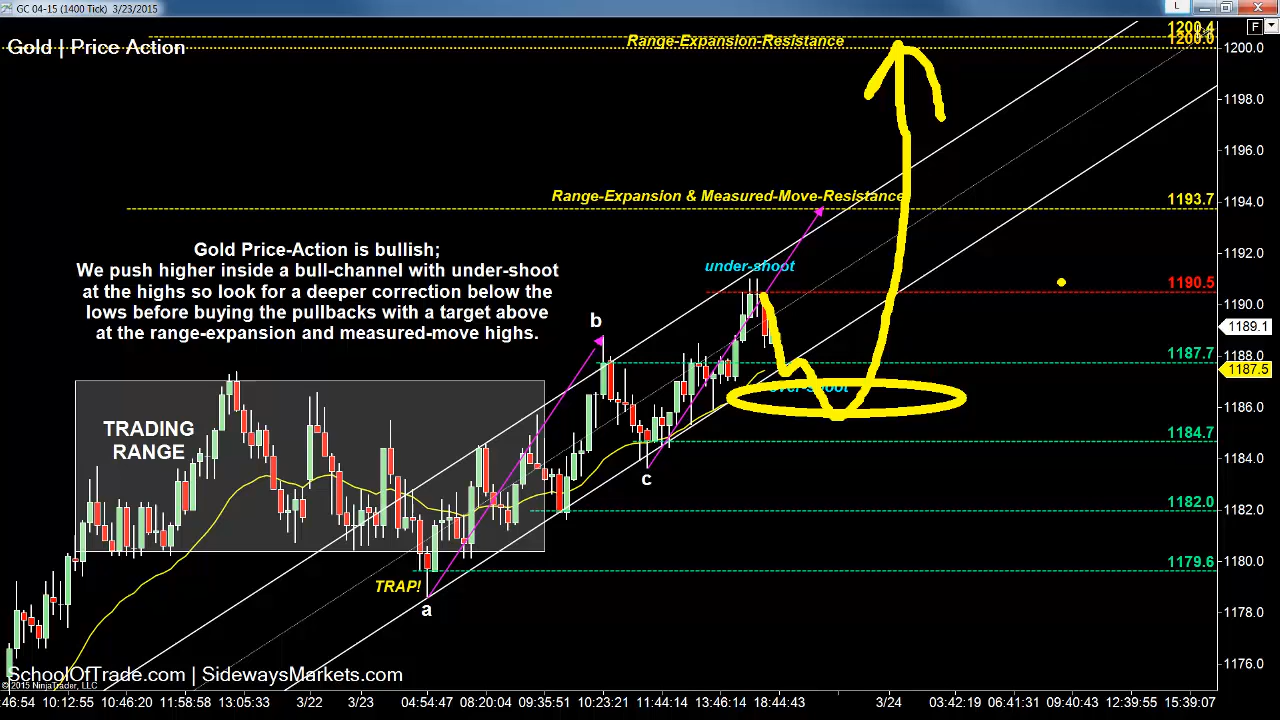 GC 04-15 (1400 Tick)  3/23/2015
L
F
Gold | Price Action
Range-Expansion-Resistance
1200.4
1200.0
1200.0
1198.0
1196.0
Range-Expansion & Measured-Move-Resistance
1193.7
1194.0
Gold Price-Action is bullish;
We push higher inside a bull-channel with under-shoot
at the highs so look for a deeper correction below the
lows before buying the pullbacks with a target above
at the range-expansion and measured-move highs.
1192.0
under-shoot
1190.5
1190.0
b
1189.1
1187.7
1188.0
1187.5
over-shoot
1186.0
TRADING
RANGE
1184.7
1184.0
c
1182.0
1182.0
1179.6
1180.0
TRAP!
a
1178.0
1176.0
SchoolOfTrade.com | SidewaysMarkets.com
© 2015 NinjaTrader, LLC
:46:54 10:12:55 10:46:20 11:58:58 13:05:33 3/22 3/23 04:54:47 08:20:04 09:35:51 10:23:21 11:44:14 13:46:14 18:44:43 3/24 03:42:19 06:41:31 09:40:43 12:39:55 15:39:07